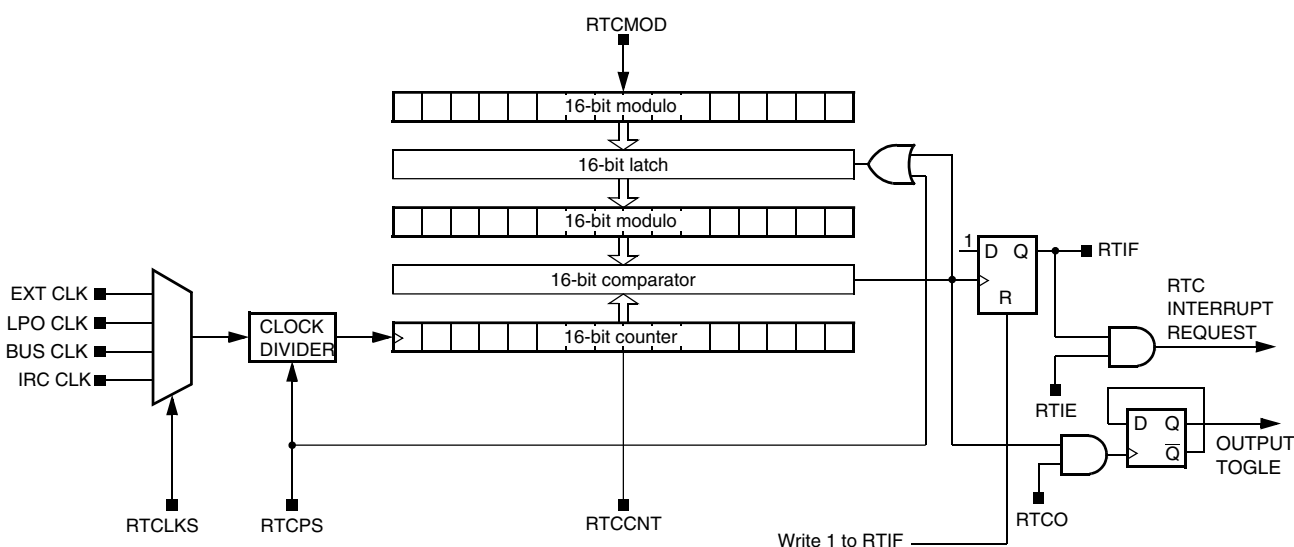 RTCMOD
16-bit modulo
16-bit latch
16-bit modulo
16-bit comparator
16-bit counter
EXT CLK
LPO CLK
BUS CLK
IRC CLK
CLOCK
DIVIDER
1
D Q
R
RTIF
RTC
INTERRUPT
REQUEST
RTIE
D Q
Q
OUTPUT
TOGLE
RTCLKS
RTCPS
RTCCNT
RTCO
Write 1 to RTIF